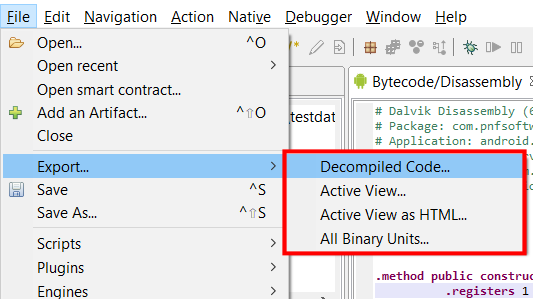 File Edit Navigation Action Native Debugger Window Help
Open... ^O
Open recent >
Open smart contract...
Add an Artifact... ^⇧O
Close
Export... >
Save ^S
Save As... ^⇧S
Scripts >
Plugins >
Engines >
Decompiled Code...
Active View...
Active View as HTML...
All Binary Units...
testdat
Bytecode/Disassembly
# Dalvik Disassembly (6
# Package: com.pnfsoftw
# Application: android.
.method public construc
.registers 1